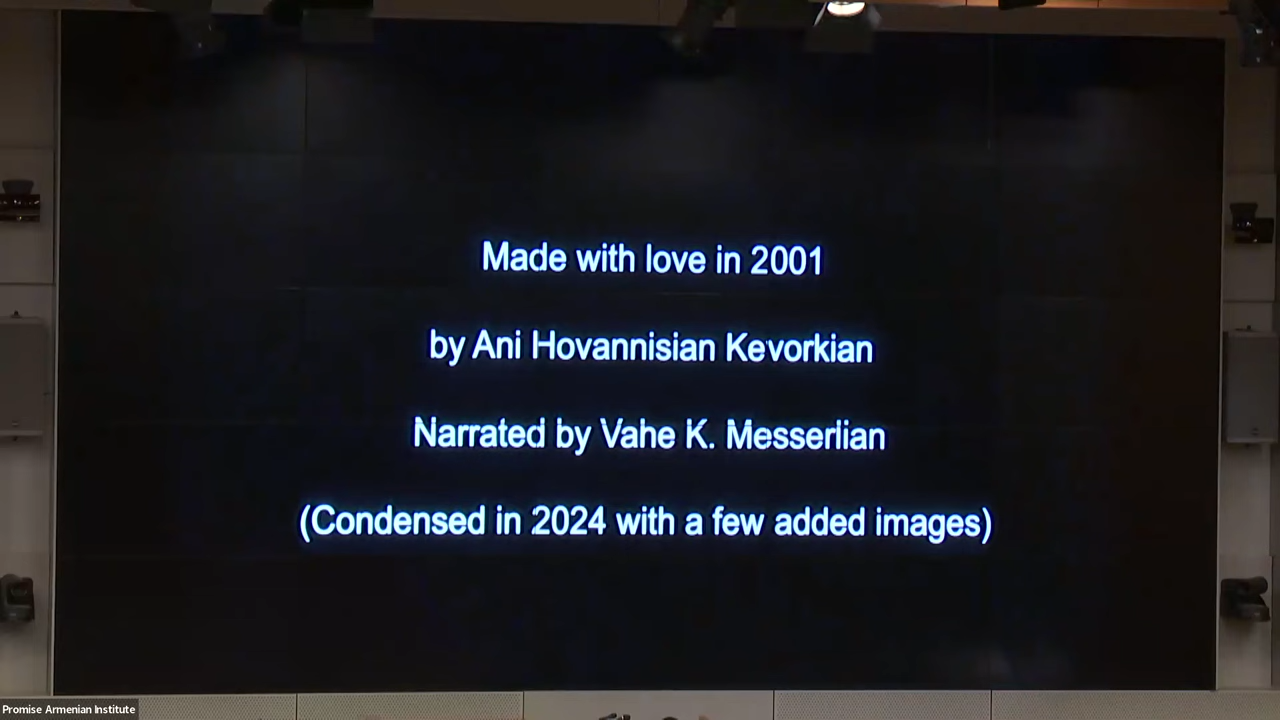 Made with love in 2001
by Ani Hovannisian Kevorkian
Narrated by Vahe K. Messerlian
(Condensed in 2024 with a few added images)
Promise Armenian Institute